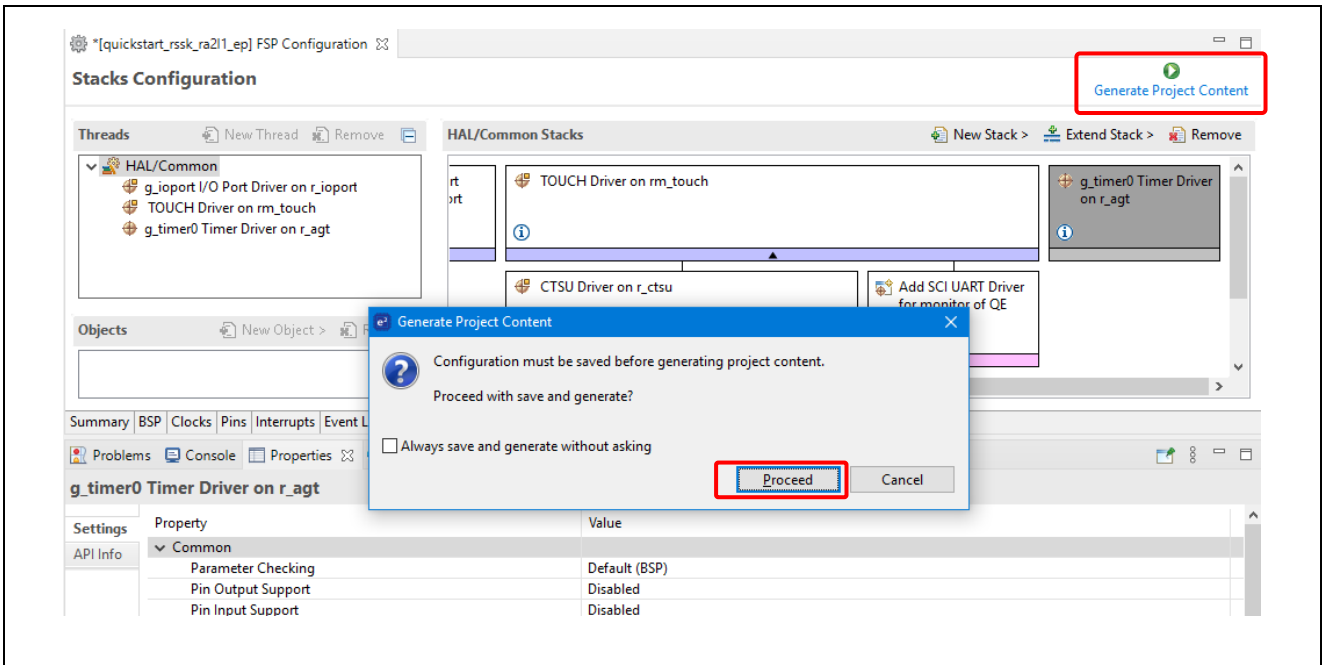 *[quickstart_rssk_ra2l1_ep] FSP Configuration
Stacks Configuration
Generate Project Content
Threads
New Thread
Remove
HAL/Common Stacks
New Stack >
Extend Stack >
Remove
HAL/Common
g_ioport I/O Port Driver on r_ioport
TOUCH Driver on rm_touch
g_timer0 Timer Driver on r_agt
TOUCH Driver on rm_touch
g_timer0 Timer Driver
on r_agt
CTSU Driver on r_ctsu
Add SCI UART Driver
for monitor of QE
Objects
New Object >
Generate Project Content
Configuration must be saved before generating project content.
Proceed with save and generate?
Always save and generate without asking
Proceed
Cancel
Summary
BSP
Clocks
Pins
Interrupts
Event L
Problems
Console
Properties
g_timer0 Timer Driver on r_agt
Settings
API Info
Property
Value
Common
Parameter Checking
Default (BSP)
Pin Output Support
Disabled
Pin Input Support
Disabled